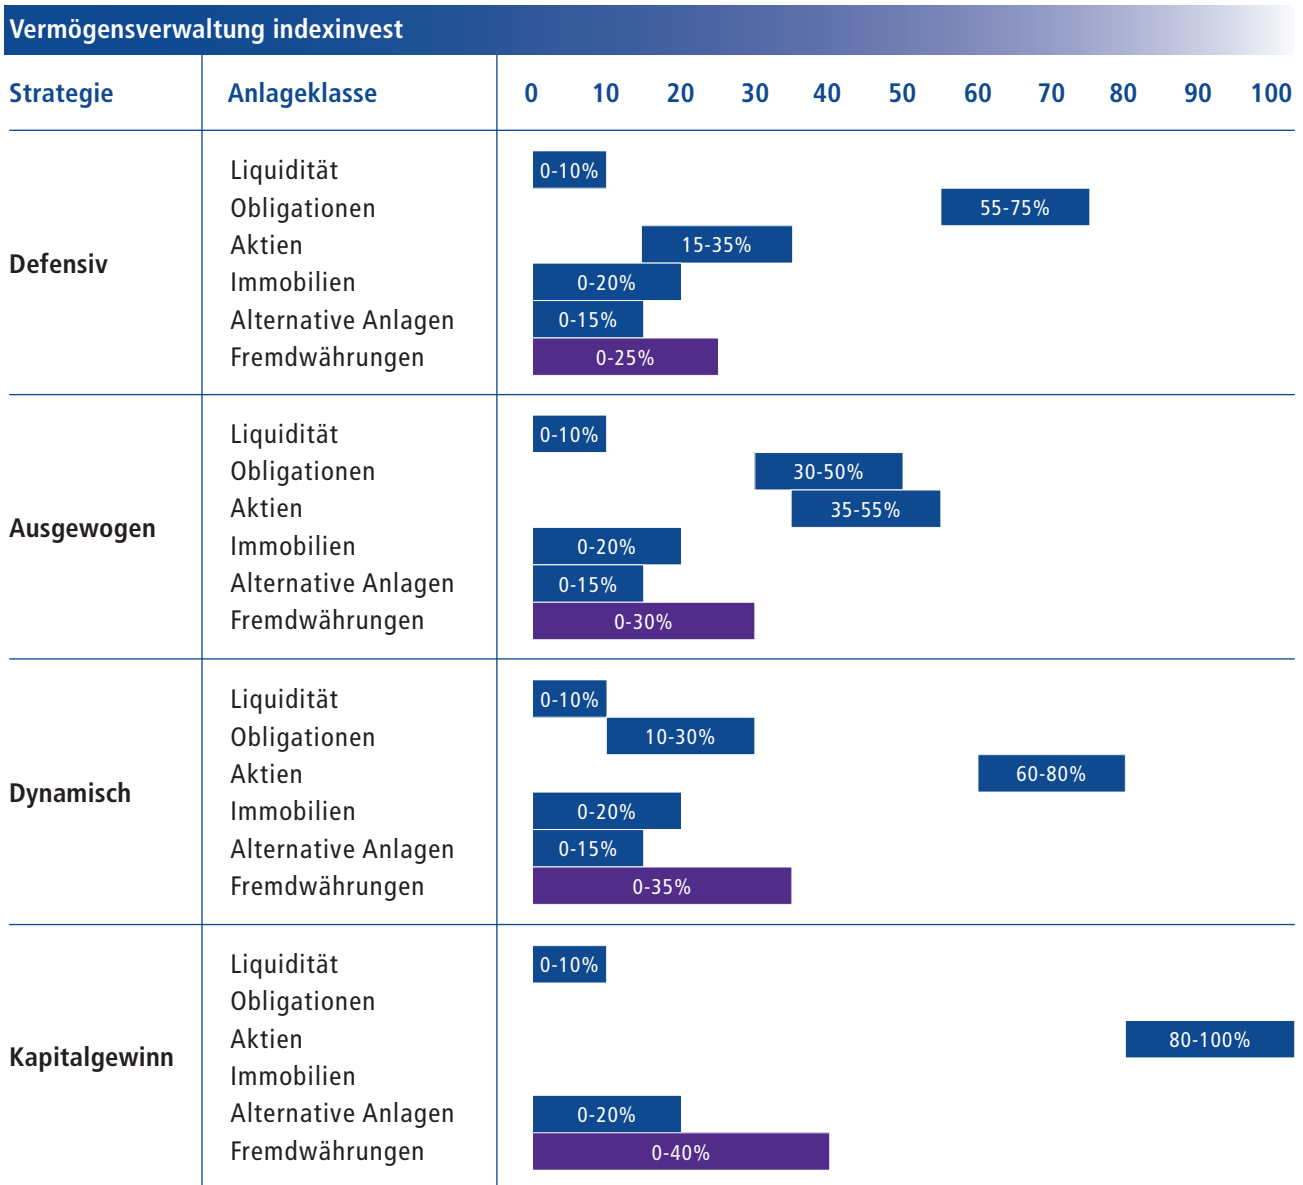 Vermögensverwaltung indexinvest
Strategie Anlageklasse 0 10 20 30 40 50 60 70 80 90 100
Defensiv
Liquidität 0-10%
Obligationen 55-75%
Aktien 15-35%
Immobilien 0-20%
Alternative Anlagen 0-15%
Fremdwährungen 0-25%
Ausgewogen
Liquidität 0-10%
Obligationen 30-50%
Aktien 35-55%
Immobilien 0-20%
Alternative Anlagen 0-15%
Fremdwährungen 0-30%
Dynamisch
Liquidität 0-10%
Obligationen 10-30%
Aktien 60-80%
Immobilien 0-20%
Alternative Anlagen 0-15%
Fremdwährungen 0-35%
Kapitalgewinn
Liquidität 0-10%
Obligationen
Aktien 80-100%
Immobilien
Alternative Anlagen 0-20%
Fremdwährungen 0-40%